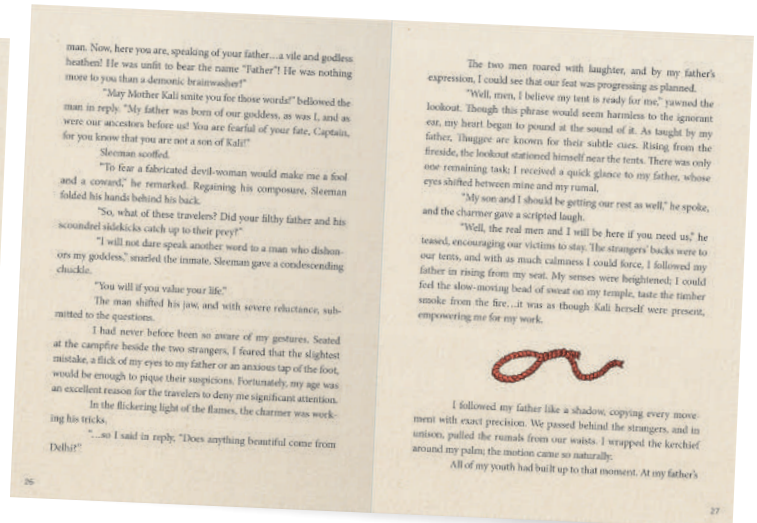 man. Now, here you are, speaking of your father…a vile and godless
heathen! He was unfit to bear the name "Father"! He was nothing
more to you than a demonic brainwasher!"
"May Mother Kali smite you for those words!" bellowed the
man in reply. "My father was born of our goddess, as was I, and as
were our ancestors before us! You are fearful of your fate, Captain,
for you know that you are not a son of Kali!"
Sleeman scoffed.
"To fear a fabricated devil-woman would make me a fool
and a coward," he remarked. Regaining his composure, Sleeman
folded his hands behind his back.
"So, what of these travelers? Did your filthy father and his
scoundrel sidekicks catch up to their prey?"
"I will not dare speak another word to a man who dishon-
ors my goddess," snarled the inmate. Sleeman gave a condescending
chuckle.
"You will if you value your life."
The man shifted his jaw, and with severe reluctance, sub-
mitted to the questions.
I had never before been so aware of my gestures. Seated
at the campfire beside the two strangers, I feared that the slightest
mistake, a flick of my eyes to my father or an anxious tap of the foot,
would be enough to pique their suspicions. Fortunately, my age was
an excellent reason for the travelers to deny me significant attention.
In the flickering light of the flames, the charmer was work-
ing his tricks.
"…so I said in reply, "Does anything beautiful come from
Delhi?"
26
The two men roared with laughter, and by my father's
expression, I could see that our feat was progressing as planned.
"Well, men, I believe my tent is ready for me," yawned the
lookout. Though this phrase would seem harmless to the ignorant
ear, my heart began to pound at the sound of it. As taught by my
father, Thuggee are known for their subtle cues. Rising from the
fireside, the lookout stationed himself near the tents. There was only
one remaining task; I received a quick glance to my father, whose
eyes shifted between mine and my rumal.
"My son and I should be getting our rest as well," he spoke,
and the charmer gave a scripted laugh.
"Well, the real men and I will be here if you need us," he
teased, encouraging our victims to stay. The strangers' backs were to
our tents, and with as much calmness I could force, I followed my
father in rising from my seat. My senses were heightened; I could
feel the slow-moving bead of sweat on my temple, taste the timber
smoke from the fire…it was as though Kali herself were present,
empowering me for my work.
I followed my father like a shadow, copying every move-
ment with exact precision. We passed behind the strangers, and in
unison, pulled the rumals from our waists. I wrapped the kerchief
around my palm; the motion came so naturally.
All of my youth had built up to that moment. At my father's
27